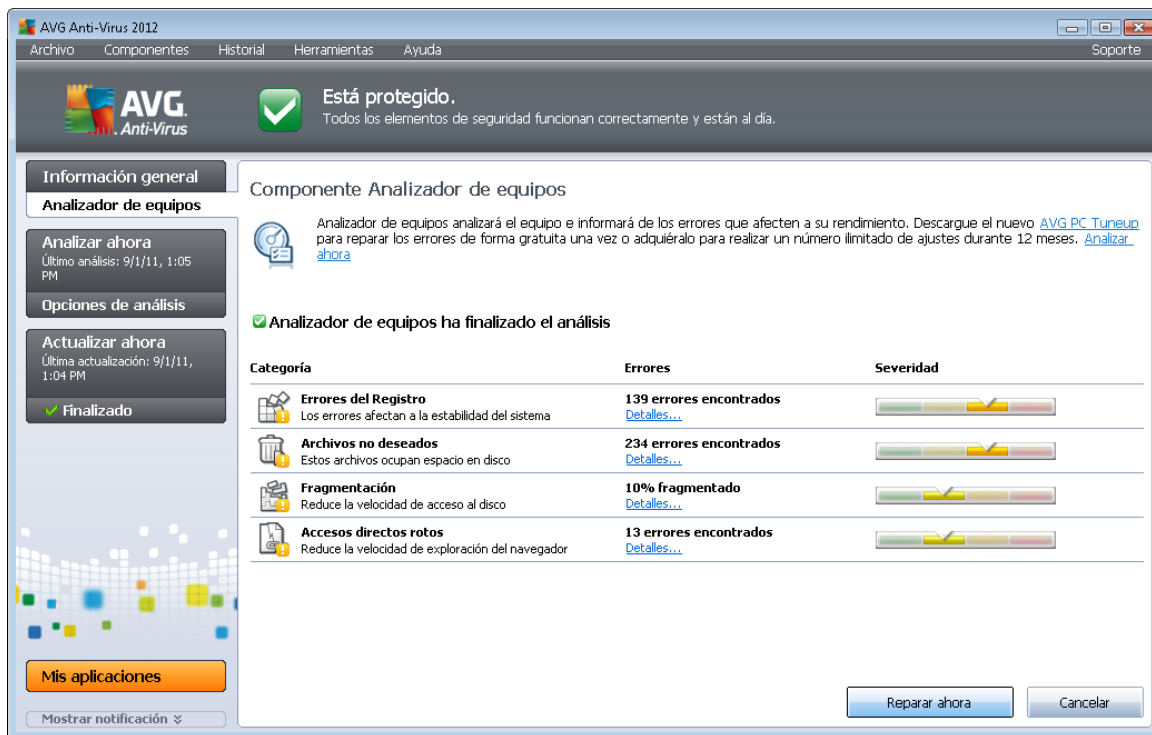 AVG Anti-Virus 2012
Archivo Componentes Historial Herramientas Ayuda Soporte
AVG.
Anti-Virus
Está protegido.
Todos los elementos de seguridad funcionan correctamente y están al día.
Información general
Analizador de equipos
Analizar ahora
Último análisis: 9/1/11, 1:05
PM
Opciones de análisis
Actualizar ahora
Última actualización: 9/1/11,
1:04 PM
Finalizado
Mis aplicaciones
Mostrar notificación
Componente Analizador de equipos
Analizador de equipos analizará el equipo e informará de los errores que afecten a su rendimiento. Descargue el nuevo AVG PC Tuneup
para reparar los errores de forma gratuita una vez o adquiéralo para realizar un número ilimitado de ajustes durante 12 meses. Analizar
ahora
Analizador de equipos ha finalizado el análisis
Categoría Errores Severidad
Errores del Registro 139 errores encontrados
Los errores afectan a la estabilidad del sistema Detalles...
Archivos no deseados 234 errores encontrados
Estos archivos ocupan espacio en disco Detalles...
Fragmentación 10% fragmentado
Reduce la velocidad de acceso al disco Detalles...
Accesos directos rotos 13 errores encontrados
Reduce la velocidad de exploración del navegador Detalles...
Reparar ahora Cancelar